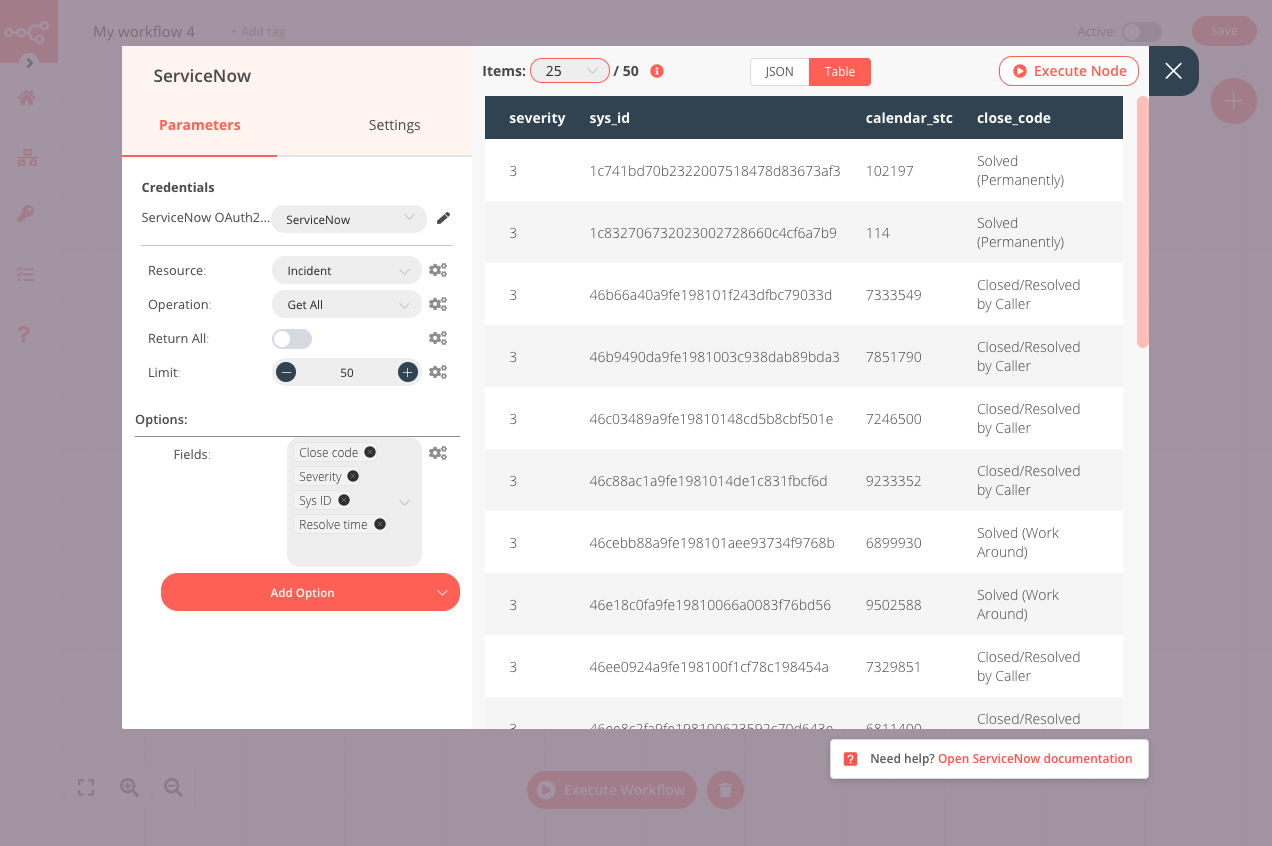 My workflow 4
+ Add tag
Active:
Save
ServiceNow
Parameters
Settings
Credentials
ServiceNow OAuth2...
ServiceNow
Resource:
Incident
Operation:
Get All
Return All:
Limit:
50
Options:
Fields:
Close code
Severity
Sys ID
Resolve time
Add Option
Items: 25 / 50
JSON
Table
Execute Node
severity sys_id calendar_stc close_code
3 1c741bd70b2322007518478d83673af3 102197 Solved
(Permanently)
3 1c832706732023002728660c4cf6a7b9 114 Solved
(Permanently)
3 46b66a40a9fe198101f243dfbc79033d 7333549 Closed/Resolved
by Caller
3 46b9490da9fe1981003c938dab89bda3 7851790 Closed/Resolved
by Caller
3 46c03489a9fe19810148cd5b8cbf501e 7246500 Closed/Resolved
by Caller
3 46c88ac1a9fe1981014de1c831fbcf6d 9233352 Closed/Resolved
by Caller
3 46cebb88a9fe198101aee93734f9768b 6899930 Solved (Work
Around)
3 46e18c0fa9fe19810066a0083f76bd56 9502588 Solved (Work
Around)
3 46ee0924a9fe198100f1cf78c198454a 7329851 Closed/Resolved
by Caller
3 Closed/Resolved
Need help? Open ServiceNow documentation
Execute Workflow